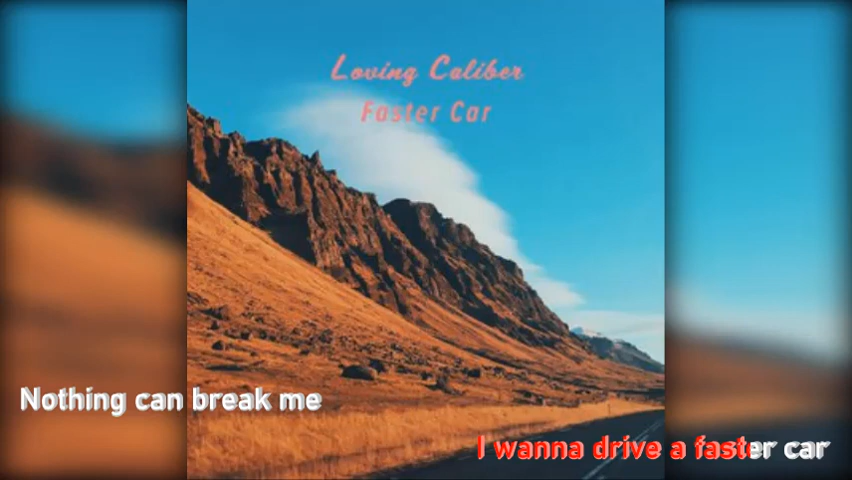 Loving Caliber
Faster Car
Nothing can break me
I wanna drive a faster car